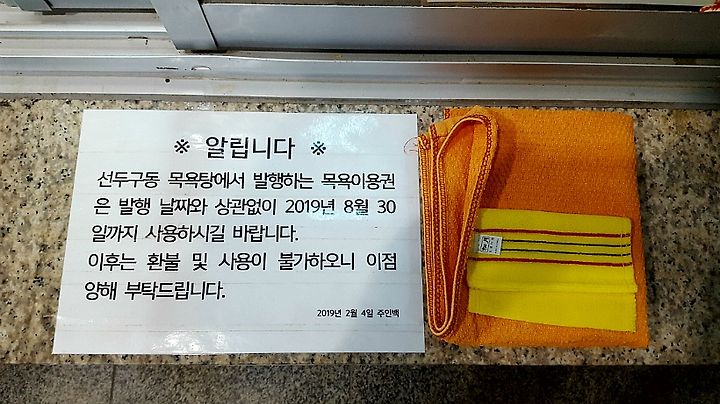 ※ 알립니다 ※
선두구동 목욕탕에서 발행하는 목욕이용권
은 발행 날짜와 상관없이 2019년 8월 30
일까지 사용하시길 바랍니다.
이후는 환불 및 사용이 불가하오니 이점
양해 부탁드립니다.
2019년 2월 4일 주인백